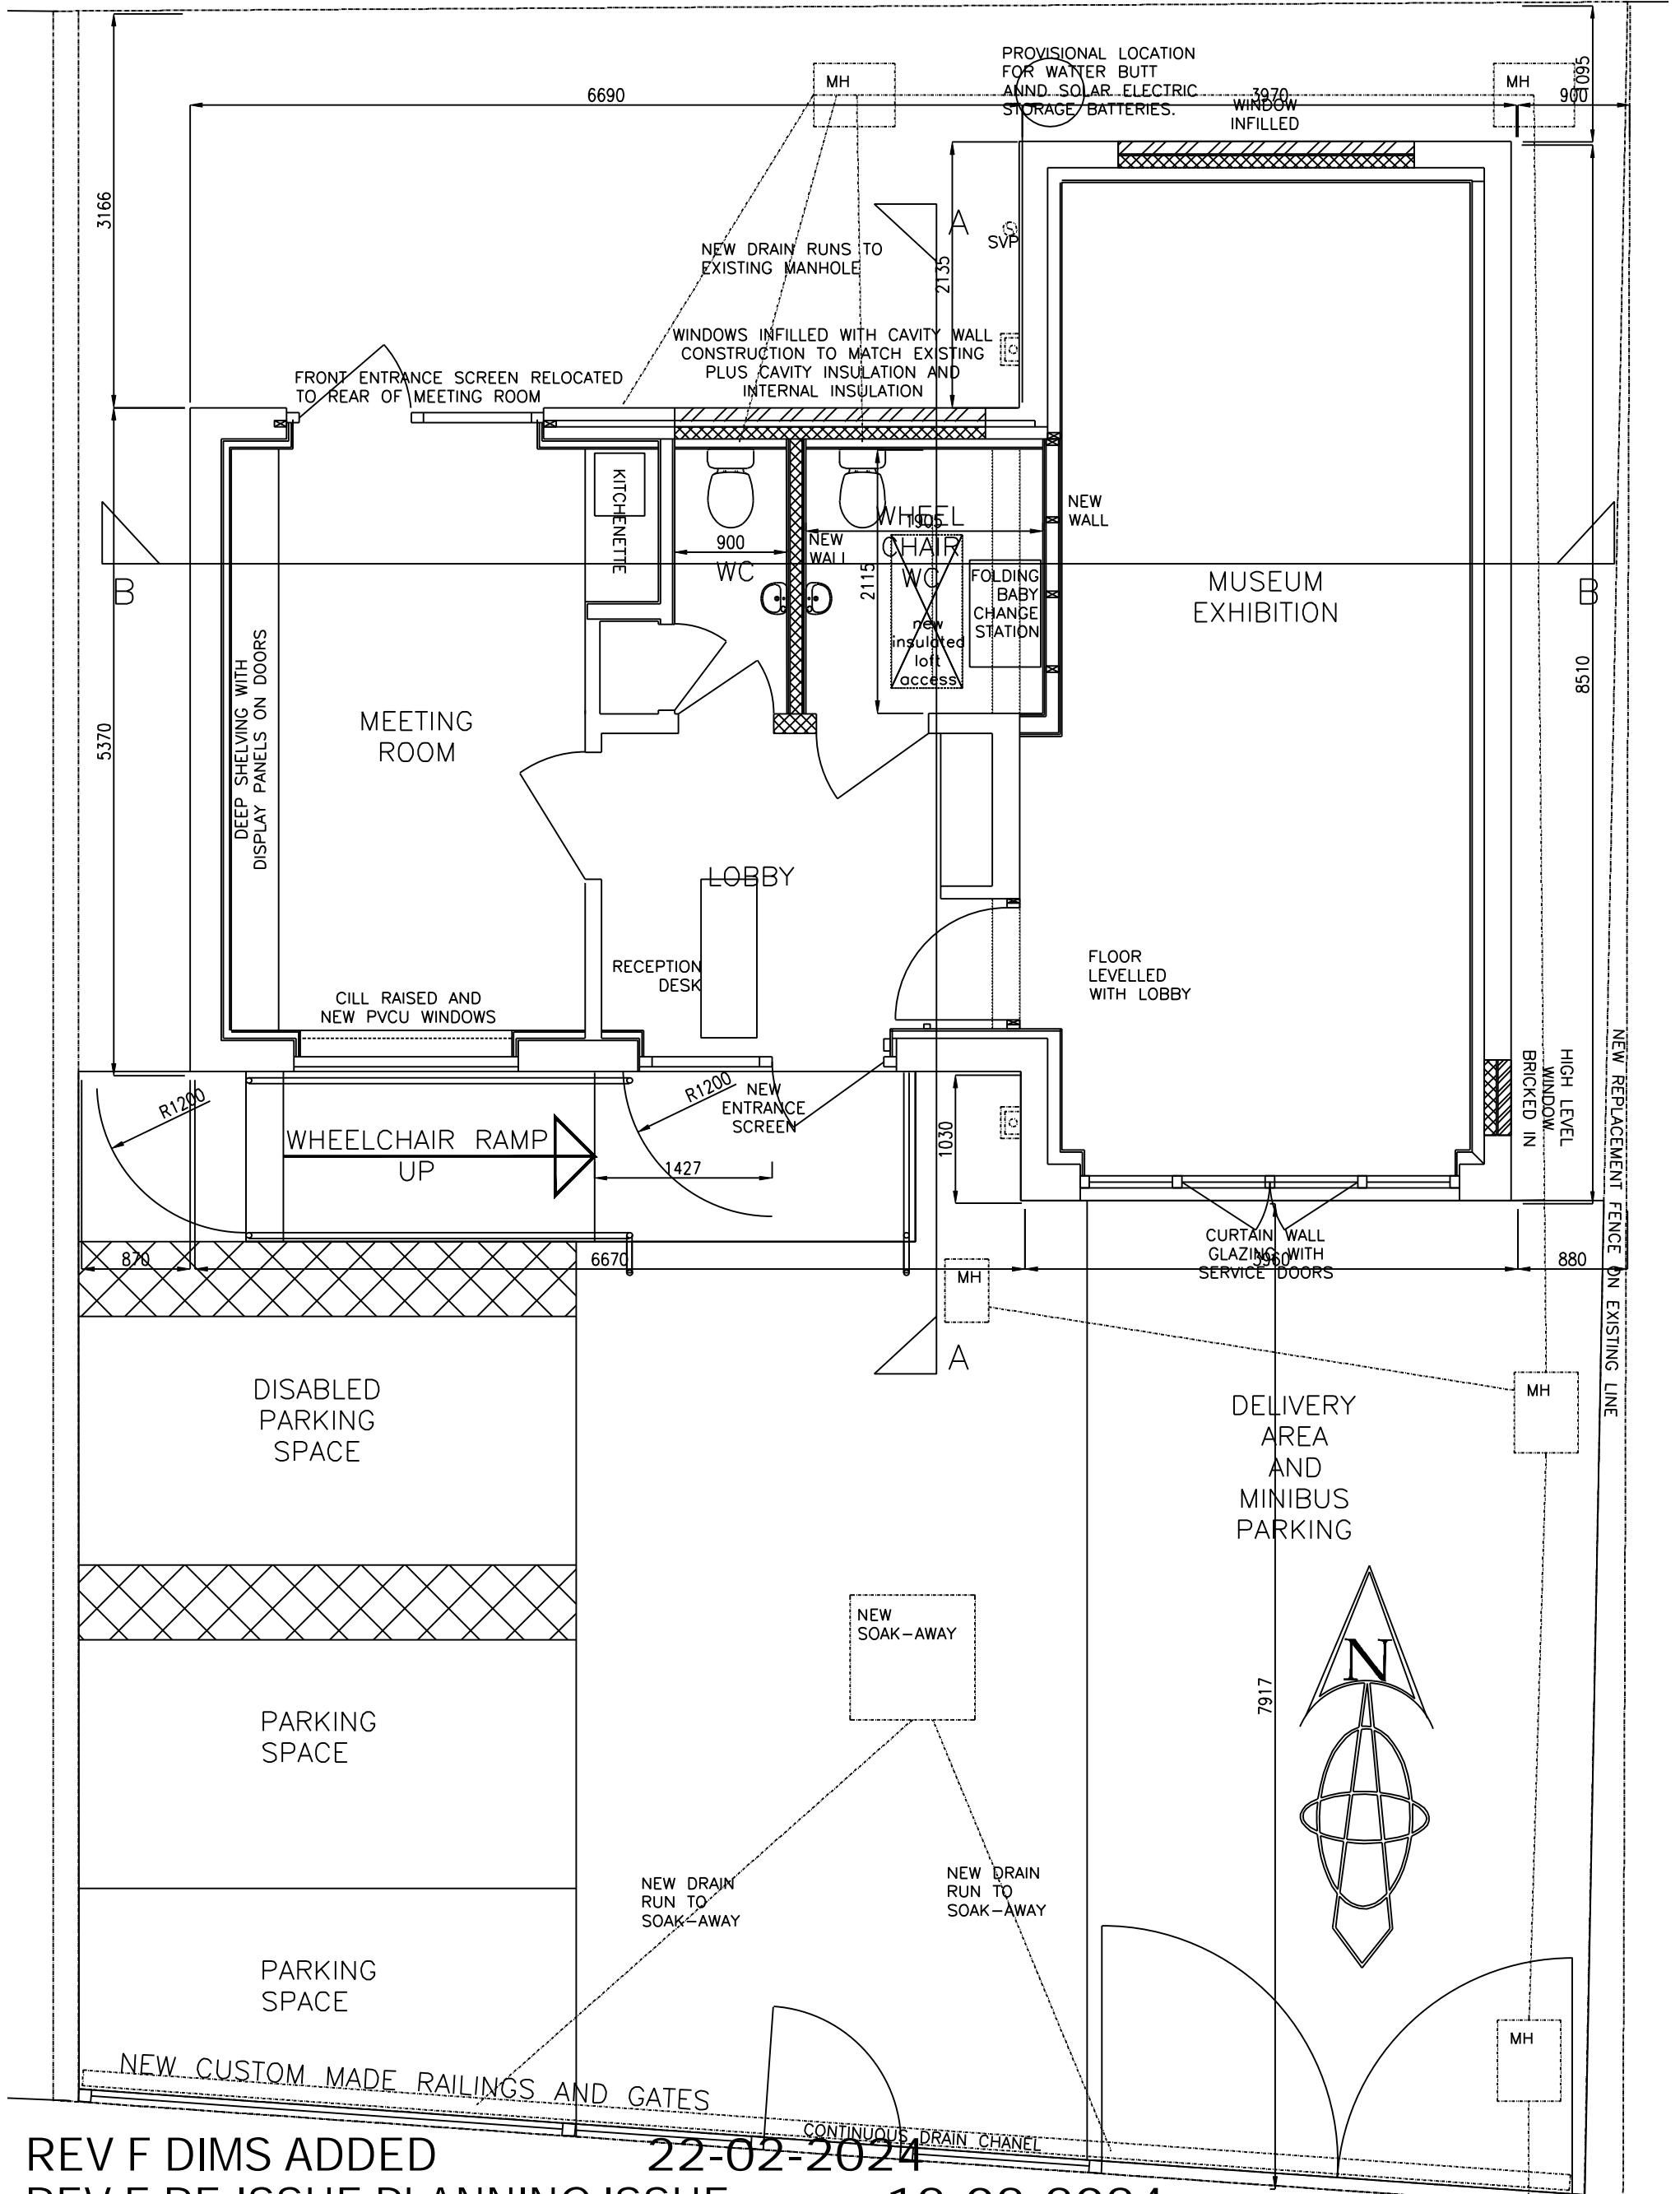 PROVISIONAL LOCATION
FOR WATTER BUTT
ANND SOLAR ELECTRIC
STORAGE BATTERIES.
MH
MH
1095
6690
3970
900
WINDOW
INFILLED
3166
A
SVP
2135
NEW DRAIN RUNS TO
EXISTING MANHOLE
WINDOWS INFILLED WITH CAVITY WALL
CONSTRUCTION TO MATCH EXISTING
PLUS CAVITY INSULATION AND
INTERNAL INSULATION
FRONT ENTRANCE SCREEN RELOCATED
TO REAR OF MEETING ROOM
KITCHENETTE
900
WC
NEW
WALL
2115
WHEEL
CHAIR
WC
1905
new
insulated
loft
access
FOLDING
BABY
CHANGE
STATION
NEW
WALL
MUSEUM
EXHIBITION
B
B
8510
5370
DEEP SHELVING WITH
DISPLAY PANELS ON DOORS
MEETING
ROOM
LOBBY
RECEPTION
DESK
FLOOR
LEVELLED
WITH LOBBY
CILL RAISED AND
NEW PVCU WINDOWS
HIGH LEVEL
WINDOW
BRICKED IN
NEW REPLACEMENT FENCE ON EXISTING LINE
R1200
R1200
NEW
ENTRANCE
SCREEN
WHEELCHAIR RAMP
UP
1427
1030
CURTAIN WALL
GLAZING WITH
SERVICE DOORS
870
6670
3960
880
MH
A
MH
DISABLED
PARKING
SPACE
DELIVERY
AREA
AND
MINIBUS
PARKING
NEW
SOAK-AWAY
N
7917
PARKING
SPACE
NEW DRAIN
RUN TO
SOAK-AWAY
NEW DRAIN
RUN TO
SOAK-AWAY
PARKING
SPACE
MH
NEW CUSTOM MADE RAILINGS AND GATES
CONTINUOUS DRAIN CHANEL
REV F DIMS ADDED 22-02-2024
REV E RE-ISSUE PLANNING ISSUE